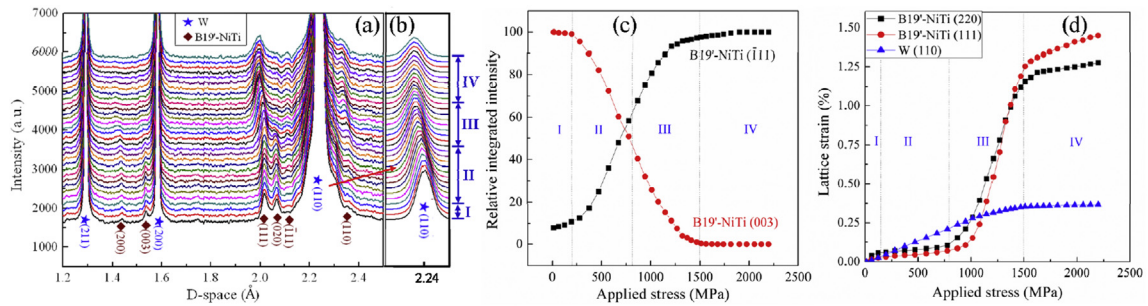 (a)
(b)
W
B19'-NiTi
7000
6000
5000
4000
3000
2000
1000
Intensity (a.u.)
IV
III
II
I
(211)
(200)
(003)
(200)
(111)
(020)
(1̄11)
(110)
(110)
(110)
1.2 1.4 1.6 1.8 2.0 2.2 2.4
2.24
D-space (Å)
(c)
100
80
60
40
20
0
Relative integrated intensity
B19'-NiTi (1̄11)
I II III IV
B19'-NiTi (003)
0 500 1000 1500 2000 2500
Applied stress (MPa)
(d)
B19'-NiTi (220)
B19'-NiTi (111)
W (110)
1.50
1.25
1.00
0.75
0.50
0.25
0.00
Lattice strain (%)
I II III IV
0 500 1000 1500 2000 2500
Applied stress (MPa)